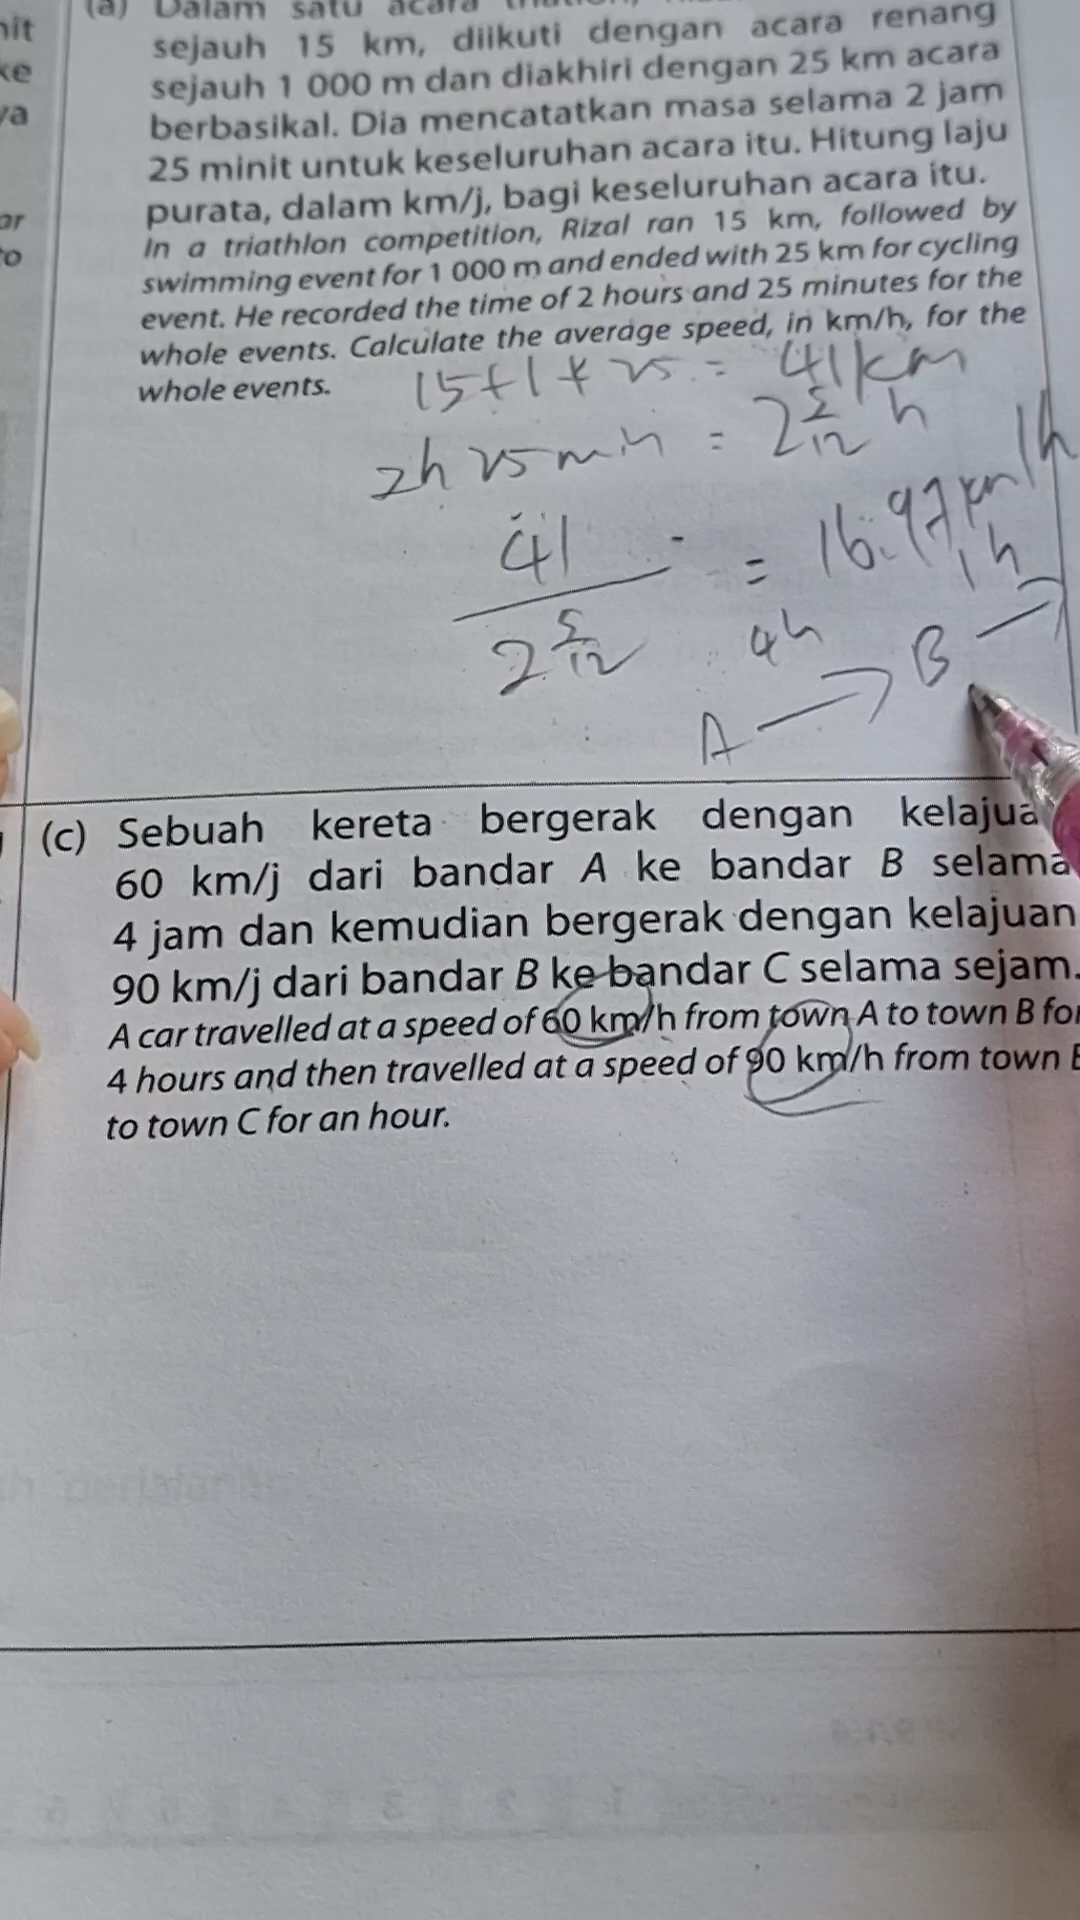 (a) Dalam satu acara
sejauh 15 km, diikuti dengan acara renang
sejauh 1 000 m dan diakhiri dengan 25 km acara
berbasikal. Dia mencatatkan masa selama 2 jam
25 minit untuk keseluruhan acara itu. Hitung laju
purata, dalam km/j, bagi keseluruhan acara itu.
In a triathlon competition, Rizal ran 15 km, followed by
swimming event for 1 000 m and ended with 25 km for cycling
event. He recorded the time of 2 hours and 25 minutes for the
whole events. Calculate the average speed, in km/h, for the
whole events.
15+1+25 = 41km
2h 25 min = 2 5/12 h
41
2 5/12
= 16.97 km/h
4h
1h
A → B →
(c) Sebuah kereta bergerak dengan
60 km/j dari bandar A ke bandar B selama
4 jam dan kemudian bergerak dengan kelajuan
90 km/j dari bandar B ke bandar C selama sejam.
A car travelled at a speed of 60 km/h from town A to town B for
4 hours and then travelled at a speed of 90 km/h from town B
to town C for an hour.